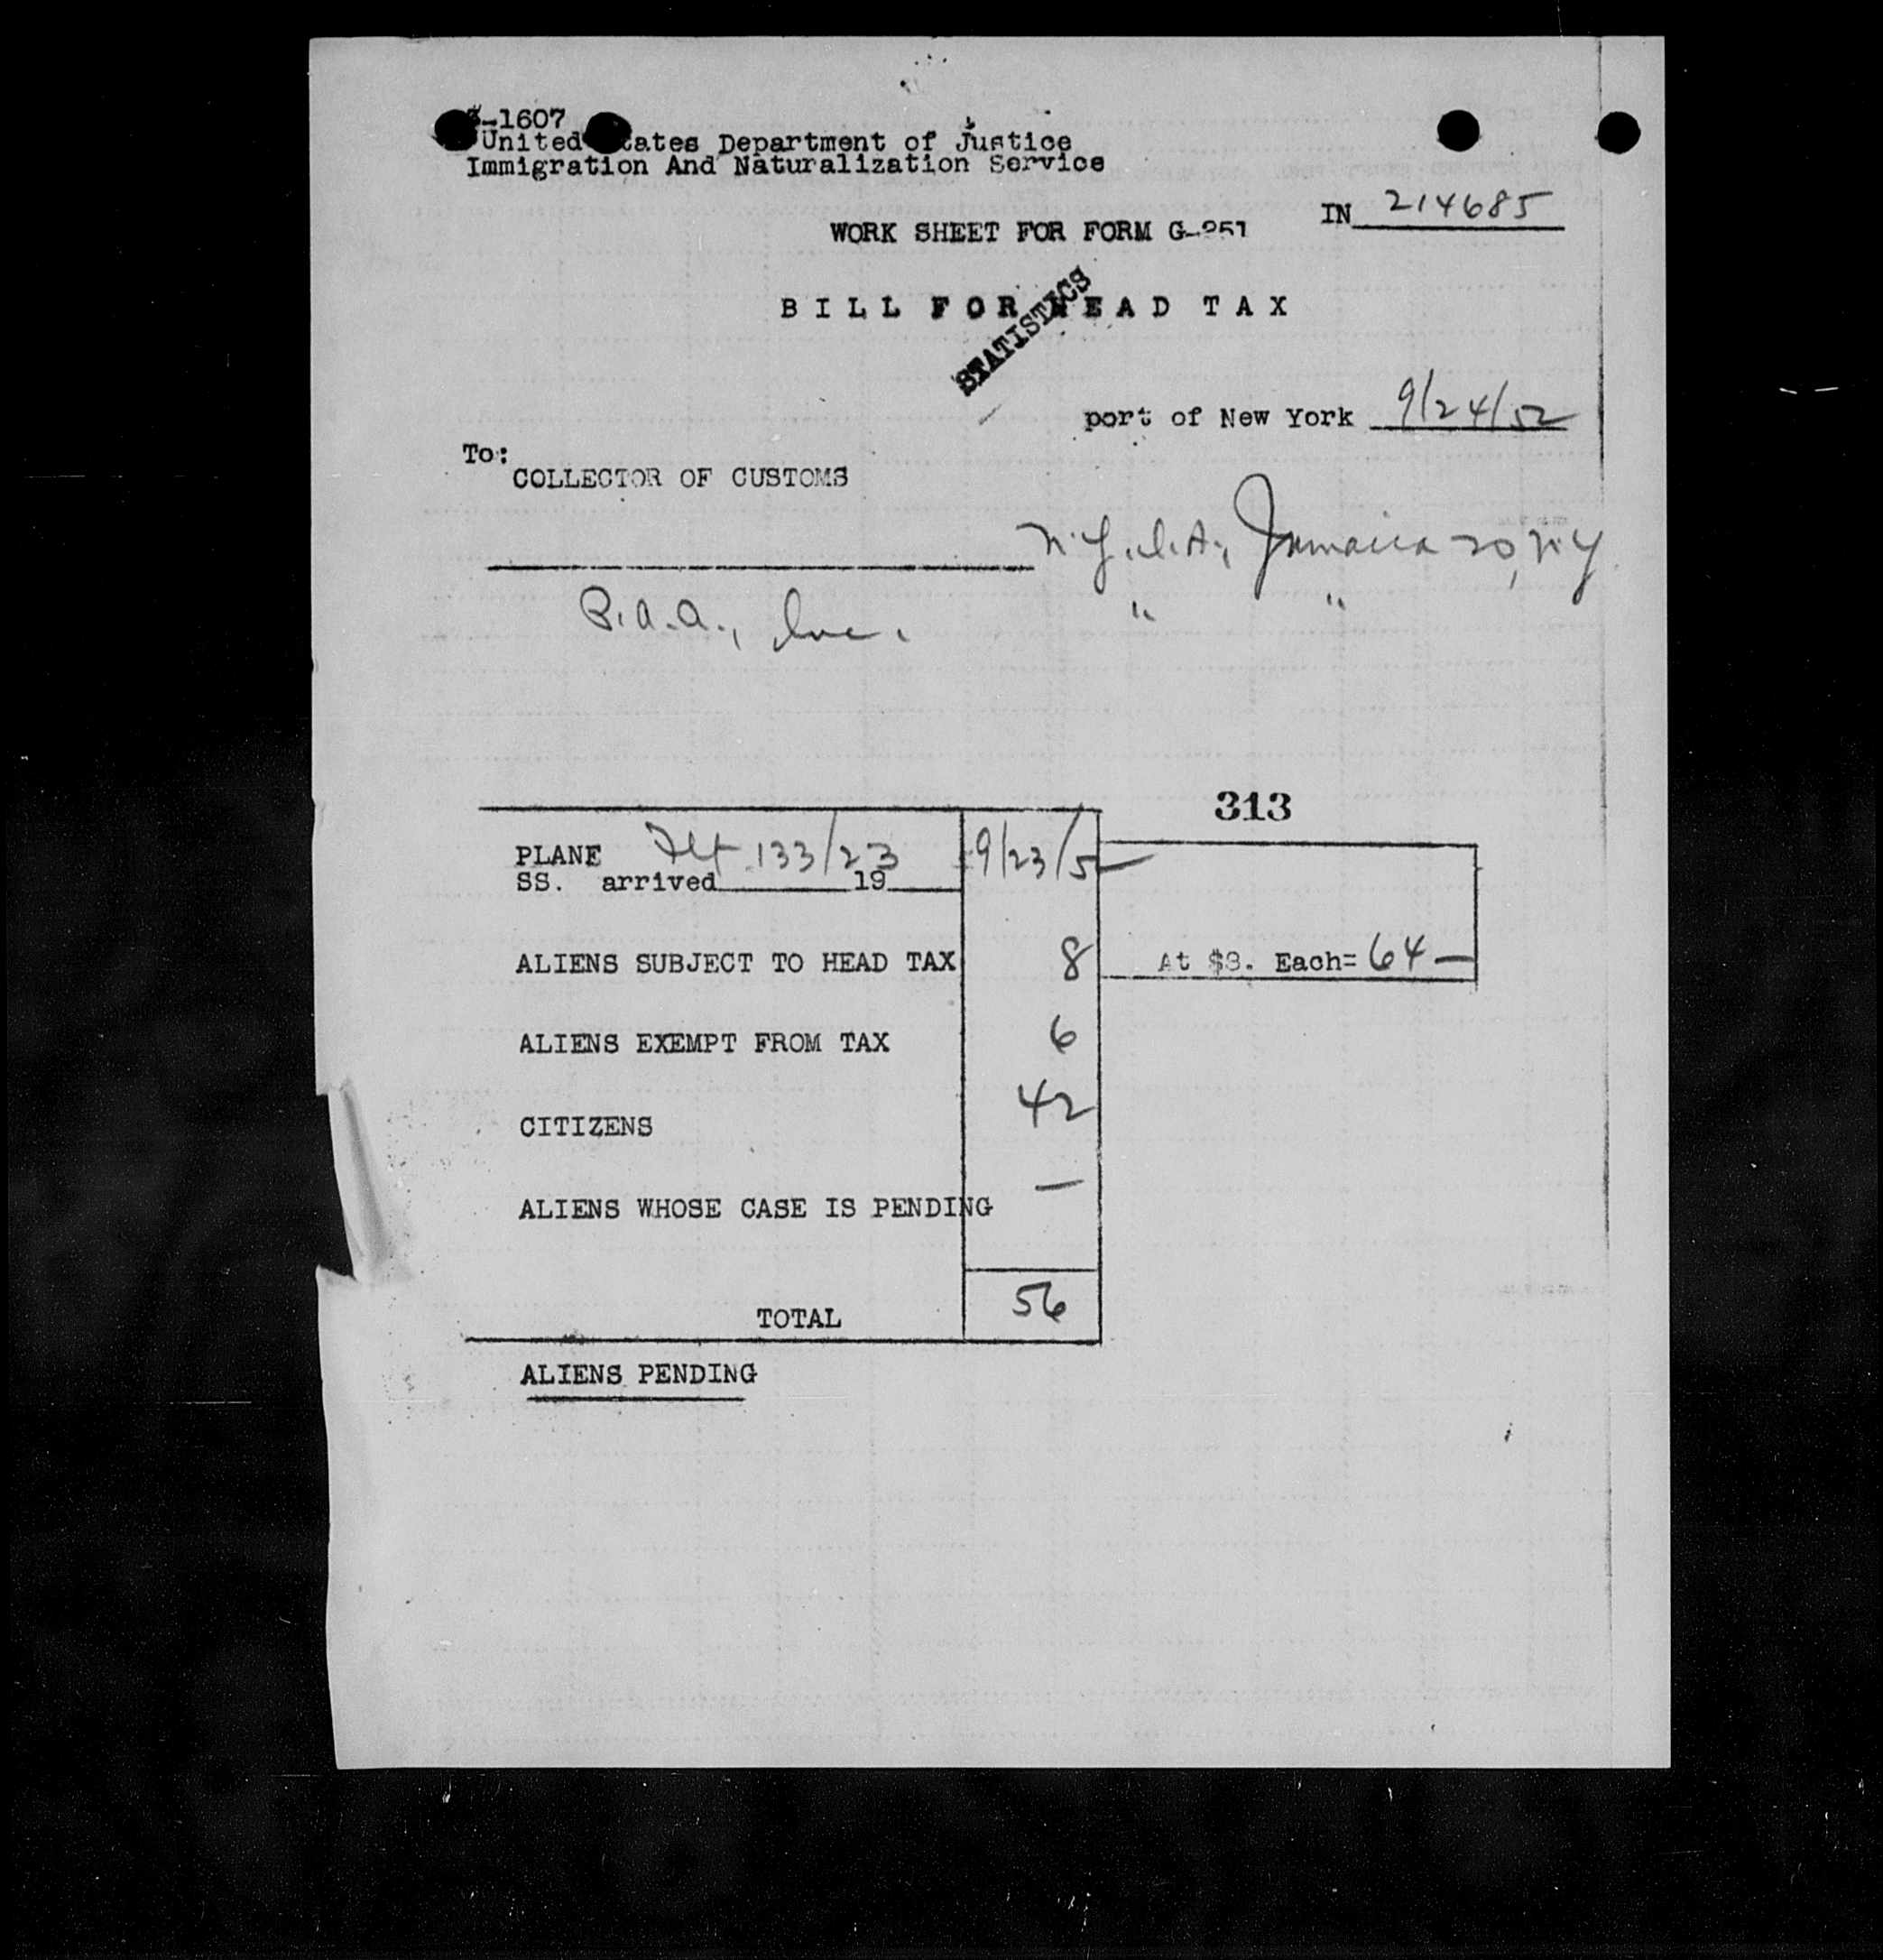 -1607
United ates Department of Justice
Immigration And Naturalization Service
IN 214685
WORK SHEET FOR FORM G-251
BILL FOR HEAD TAX
STATISTICS
port of New York 9/24/52
To:
COLLECTOR OF CUSTOMS
N.Y.I.A., Jamaica 30, N.Y.
P.A.A., Inc. " "
313
PLANE Flt 133/23 9/23/52
SS. arrived 19
ALIENS SUBJECT TO HEAD TAX 8 At $8. Each= 64—
ALIENS EXEMPT FROM TAX 6
CITIZENS 42
ALIENS WHOSE CASE IS PENDING —
TOTAL 56
ALIENS PENDING